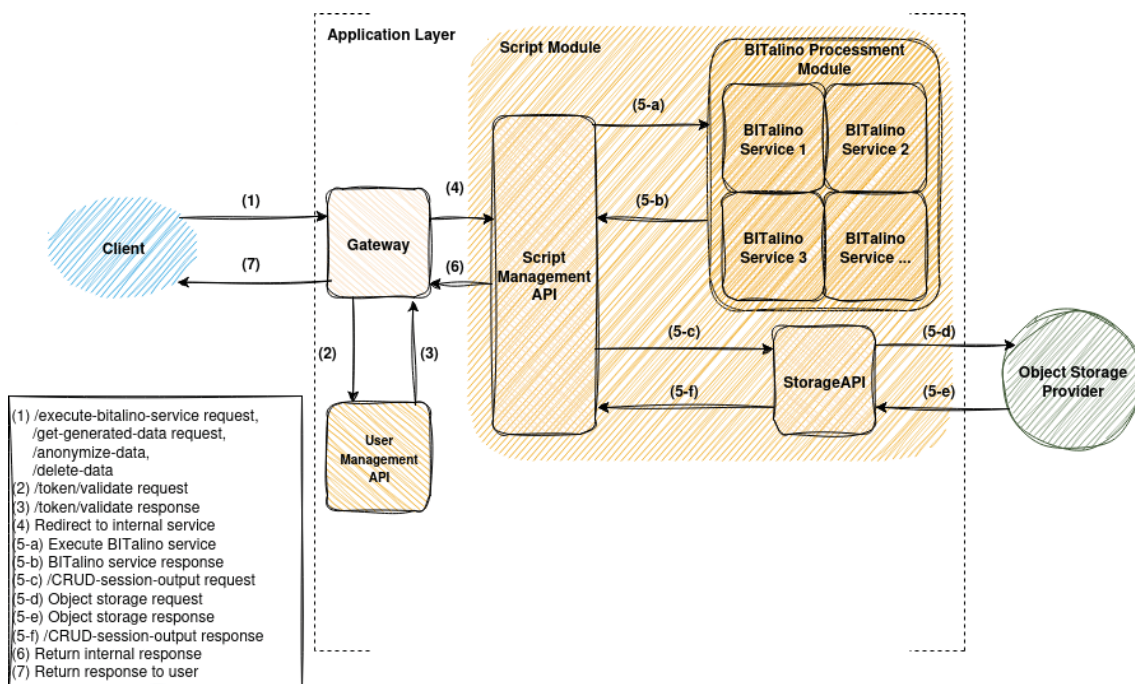 Application Layer
Script Module
BITalino Processment
Module
(5-a)
BITalino
Service 1
BITalino
Service 2
(1)
(4)
(5-b)
Client
Gateway
Script
Management
API
BITalino
Service 3
BITalino
Service ...
(7)
(6)
(2)
(3)
(5-c)
(5-d)
StorageAPI
Object Storage
Provider
(5-f)
(5-e)
User
Management
API
(1) /execute-bitalino-service request,
/get-generated-data request,
/anonymize-data,
/delete-data
(2) /token/validate request
(3) /token/validate response
(4) Redirect to internal service
(5-a) Execute BITalino service
(5-b) BITalino service response
(5-c) /CRUD-session-output request
(5-d) Object storage request
(5-e) Object storage response
(5-f) /CRUD-session-output response
(6) Return internal response
(7) Return response to user